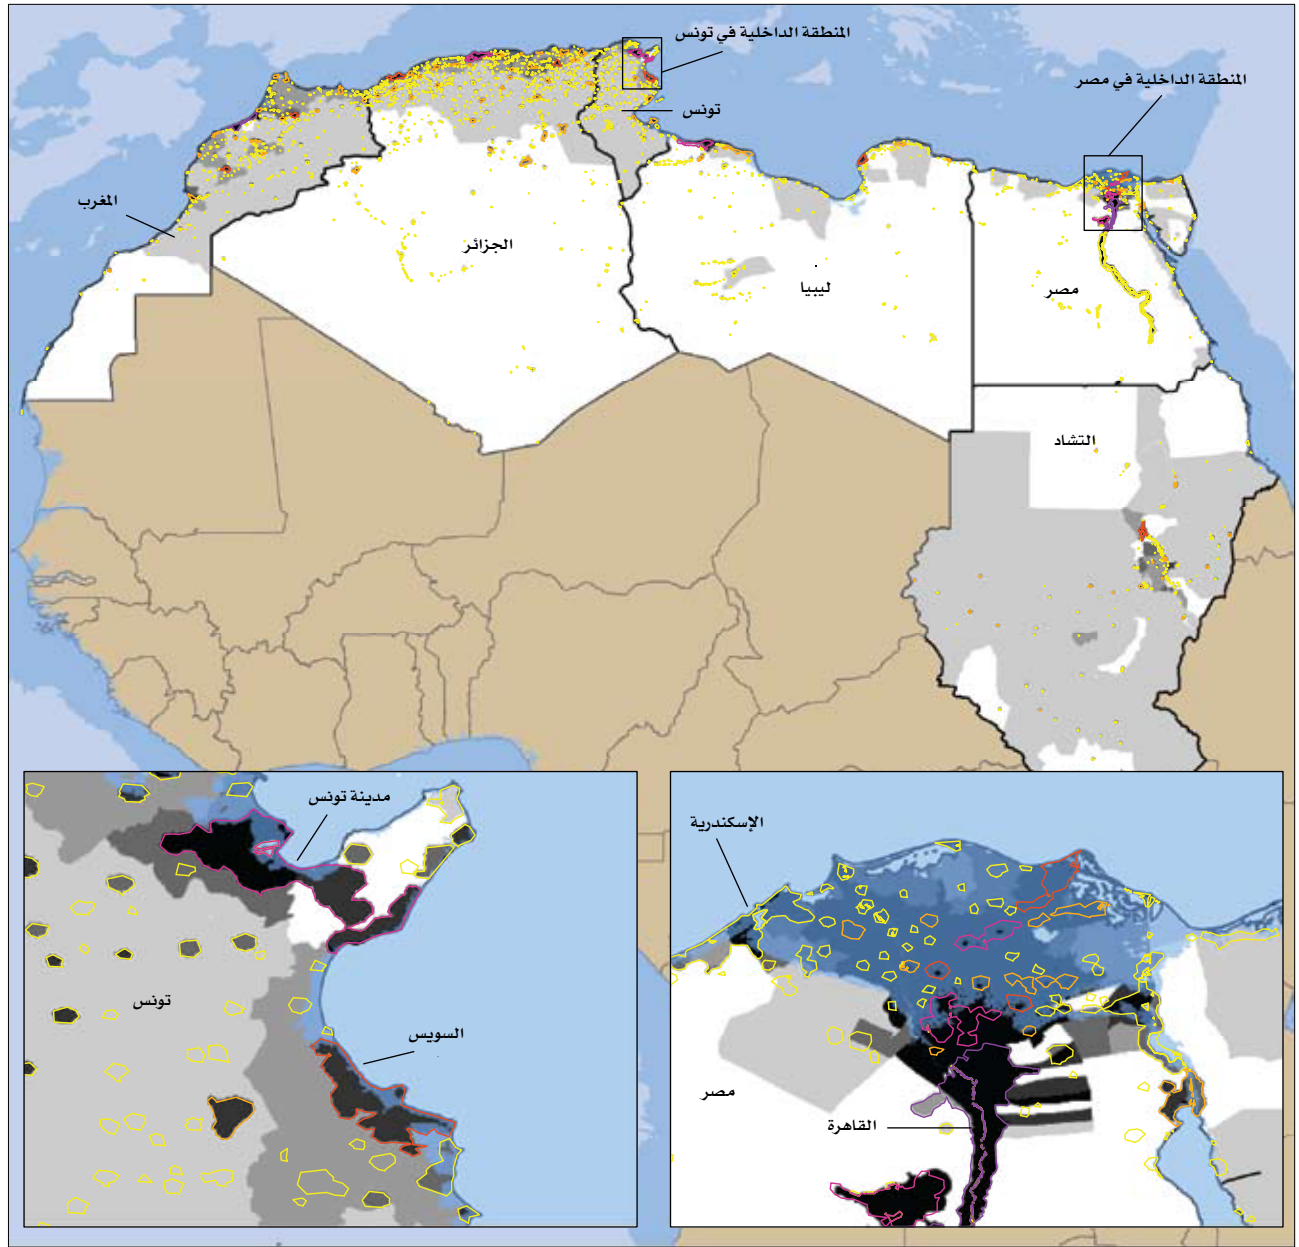 المنطقة الداخلية في تونس
المنطقة الداخلية في مصر
تونس
المغرب
الجزائر
ليبيا
مصر
التشاد
مدينة تونس
تونس
السويس
الإسكندرية
مصر
القاهرة